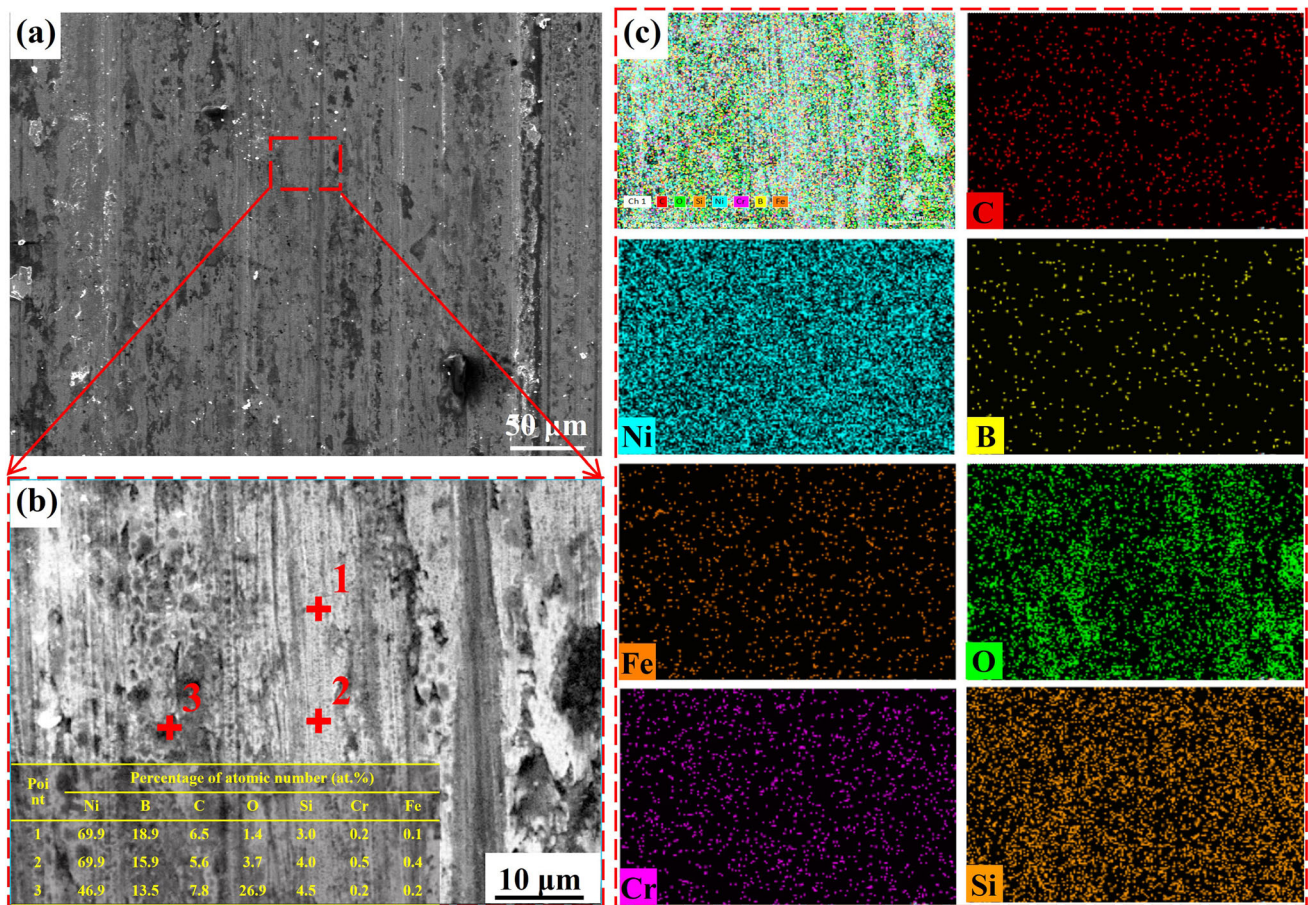 (a)
50 μm
(b)
1
2
3
Poi
nt
Percentage of atomic number (at.%)
Ni B C O Si Cr Fe
1 69.9 18.9 6.5 1.4 3.0 0.2 0.1
2 69.9 15.9 5.6 3.7 4.0 0.5 0.4
3 46.9 13.5 7.8 26.9 4.5 0.2 0.2
10 μm
(c)
Ch 1 C O Si Ni Cr B Fe
C
Ni
B
Fe
O
Cr
Si